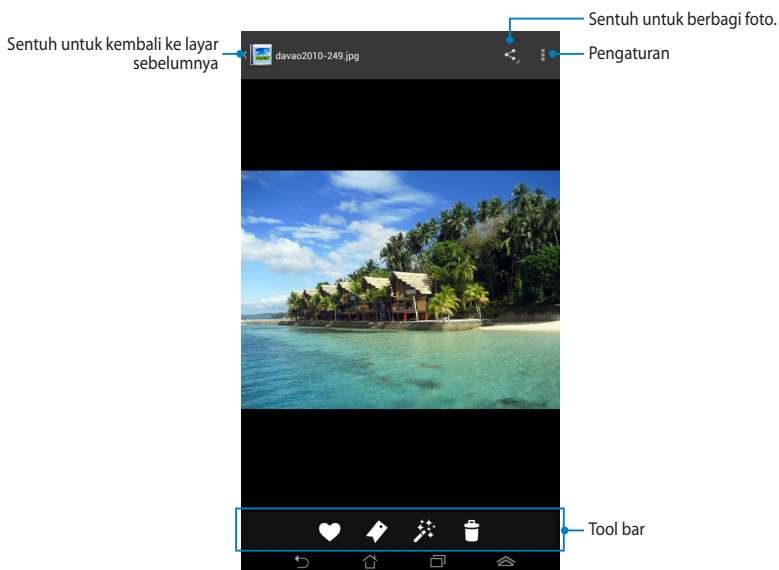 Sentuh untuk berbagi foto.
Sentuh untuk kembali ke layar
sebelumnya
davao2010-249.jpg
Pengaturan
Tool bar